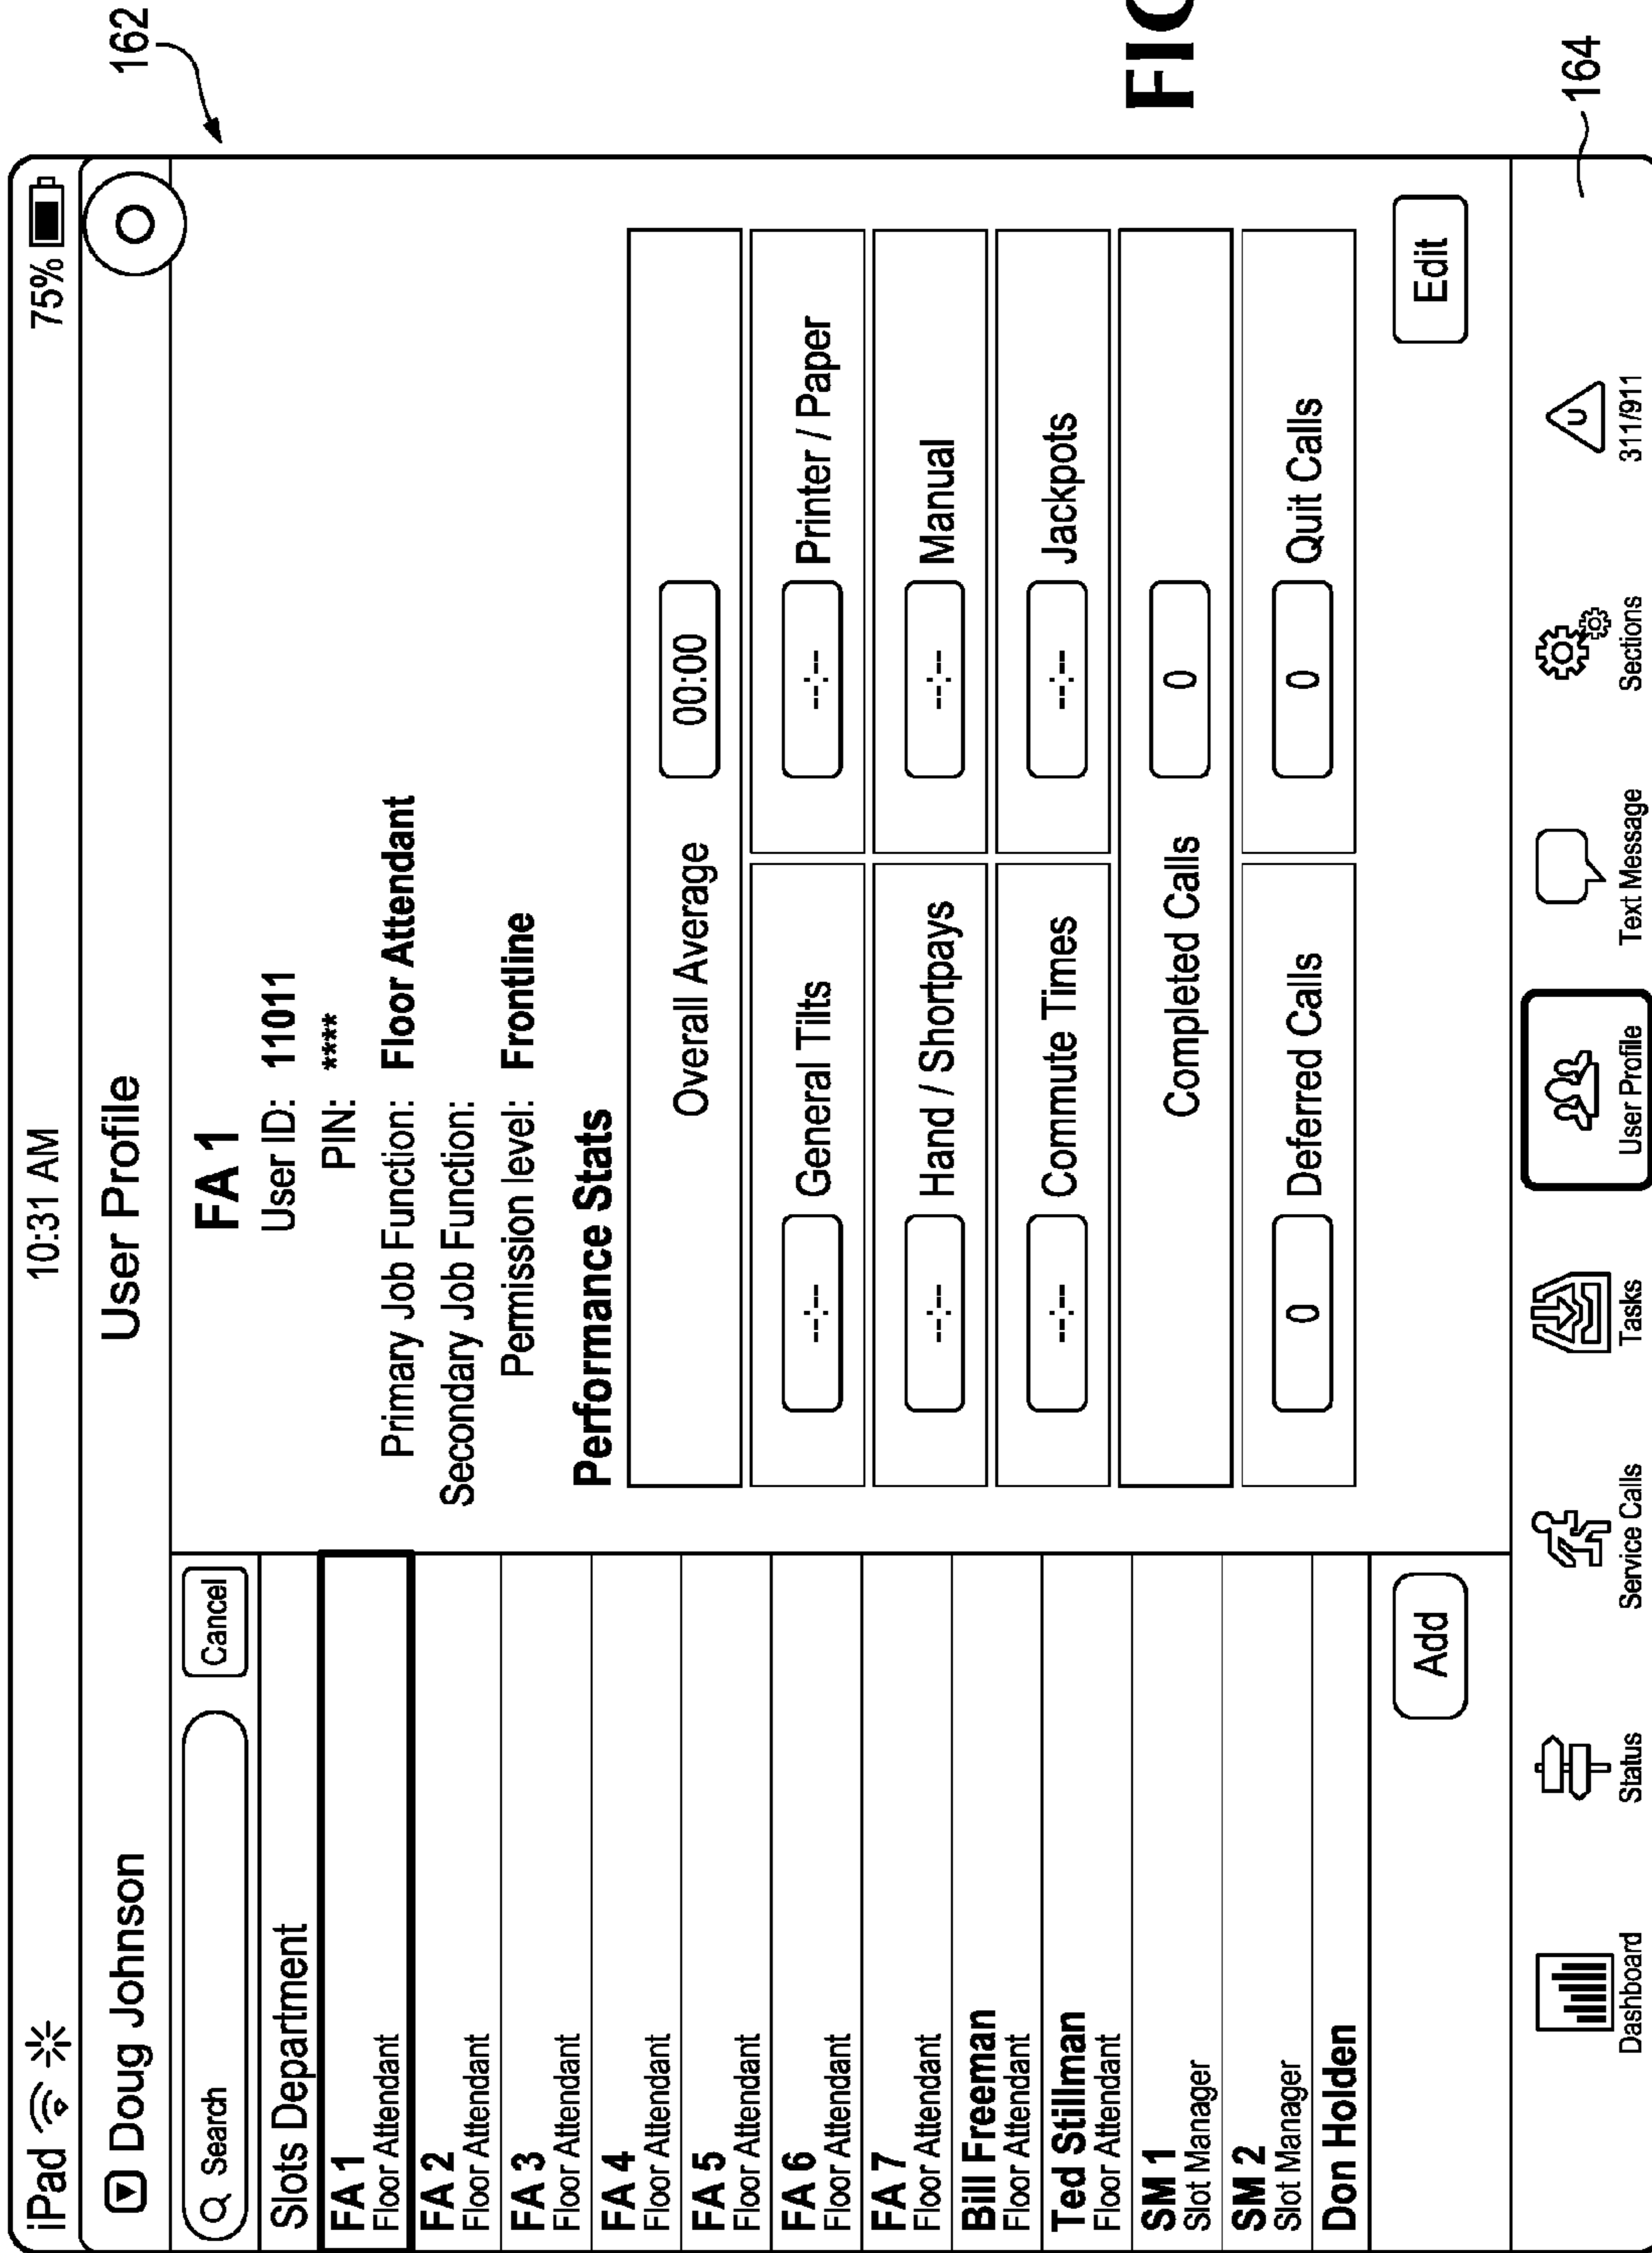 162
iPad 10:31 AM 75%
Doug Johnson User Profile
Search Cancel
Slots Department
FA 1
Floor Attendant
FA 2
Floor Attendant
FA 3
Floor Attendant
FA 4
Floor Attendant
FA 5
Floor Attendant
FA 6
Floor Attendant
FA 7
Floor Attendant
Bill Freeman
Floor Attendant
Ted Stillman
Floor Attendant
SM 1
Slot Manager
SM 2
Slot Manager
Don Holden
Add
FA 1
User ID: 11011
PIN: ****
Primary Job Function: Floor Attendant
Secondary Job Function:
Permission level: Frontline
Performance Stats
Overall Average 00:00
--:-- General Tilts --:-- Printer / Paper
--:-- Hand / Shortpays --:-- Manual
--:-- Commute Times --:-- Jackpots
Completed Calls 0
0 Deferred Calls 0 Quit Calls
Edit
Dashboard Status Service Calls Tasks User Profile Text Message Sections 311/911
164